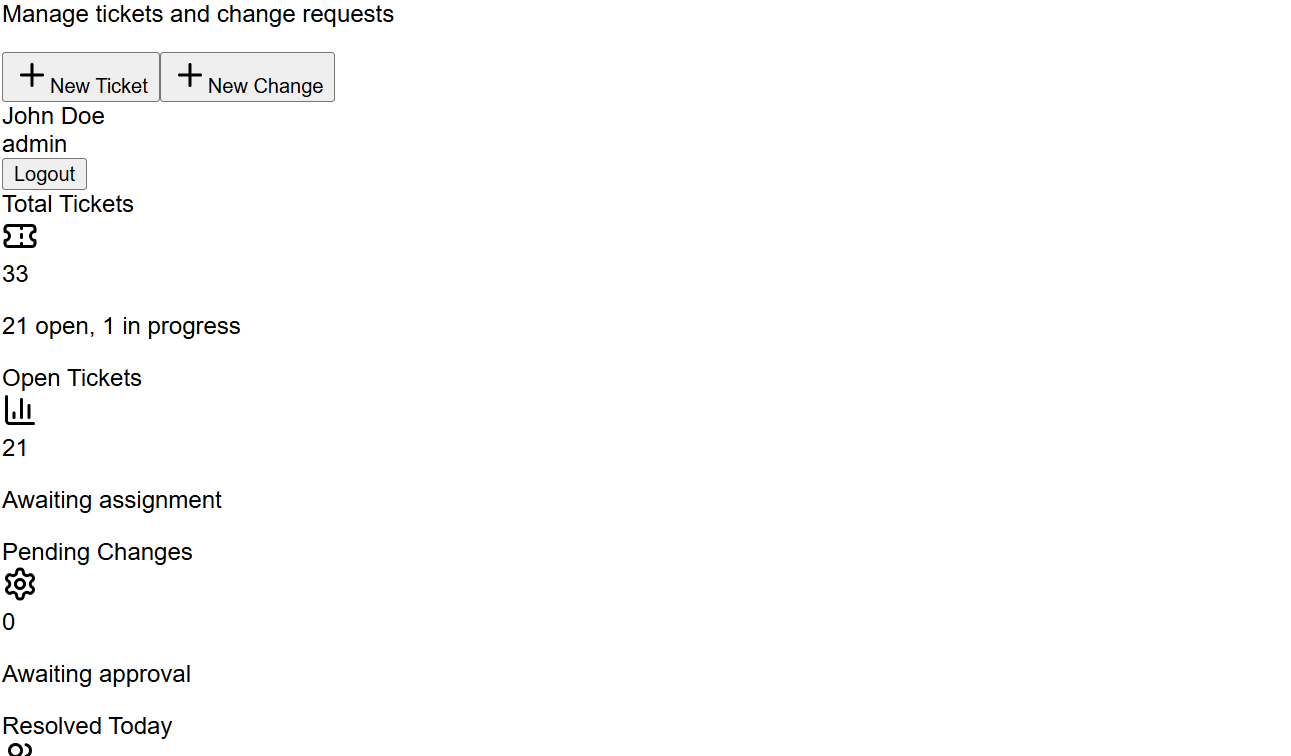 Manage tickets and change requests
New Ticket New Change
John Doe
admin
Logout
Total Tickets
33
21 open, 1 in progress
Open Tickets
21
Awaiting assignment
Pending Changes
0
Awaiting approval
Resolved Today